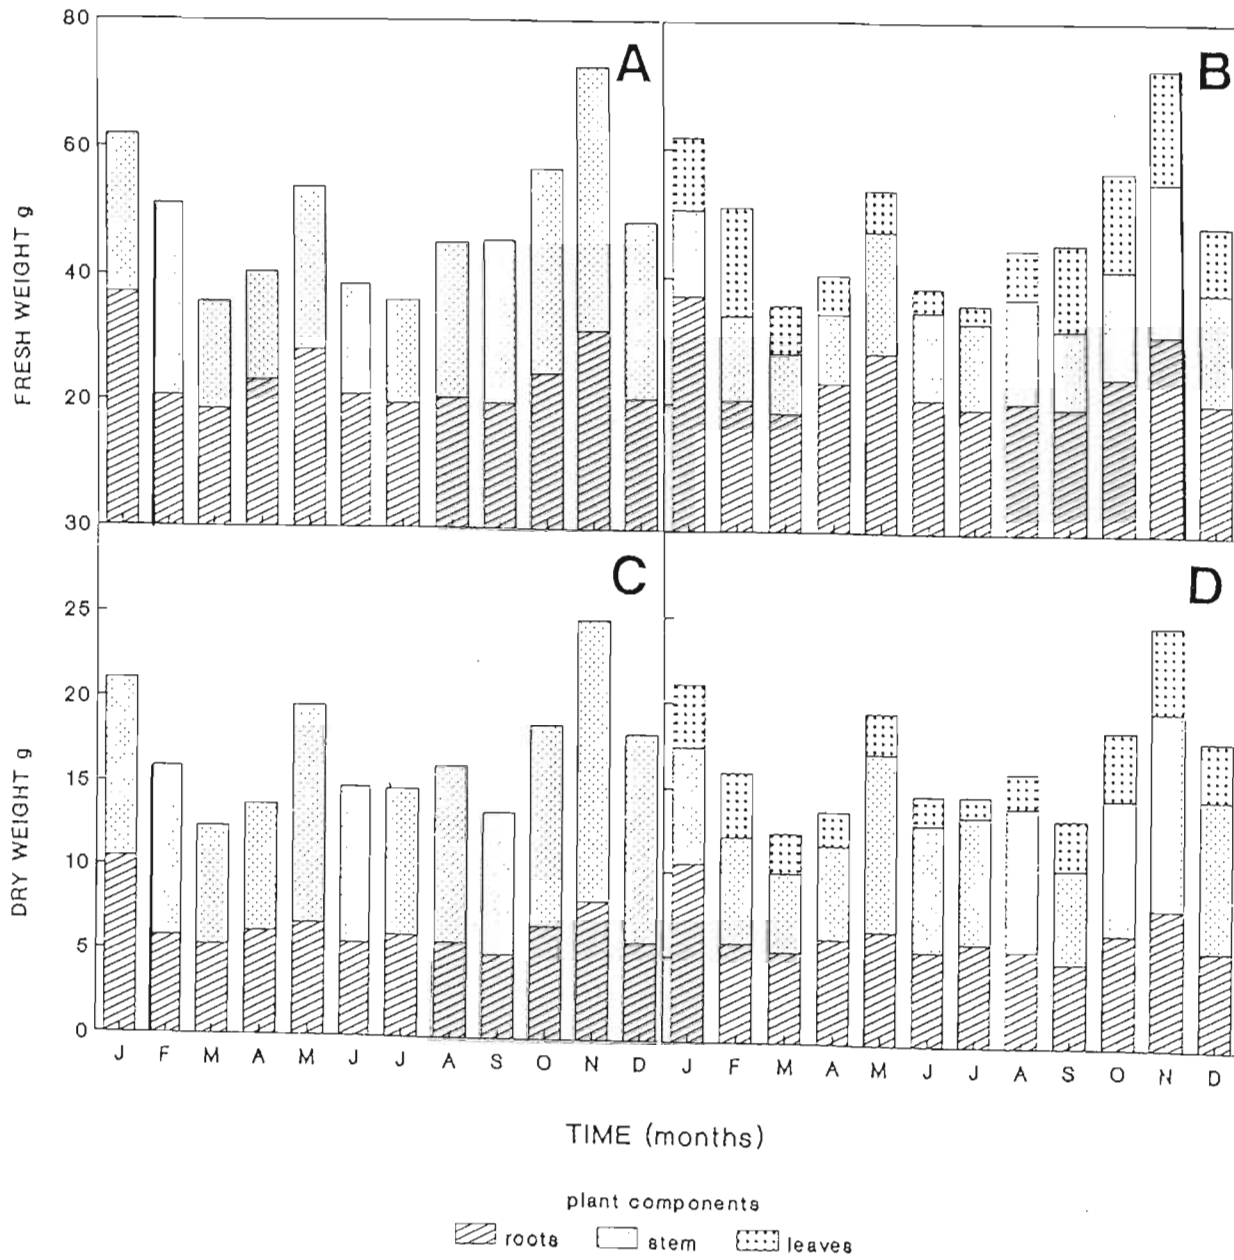 80
60
40
20
30
FRESH WEIGHT g
A
B
25
20
15
10
5
0
DRY WEIGHT g
C
D
J F M A M J J A S O N D J F M A M J J A S O N D
TIME (months)
plant components
roots stem leaves